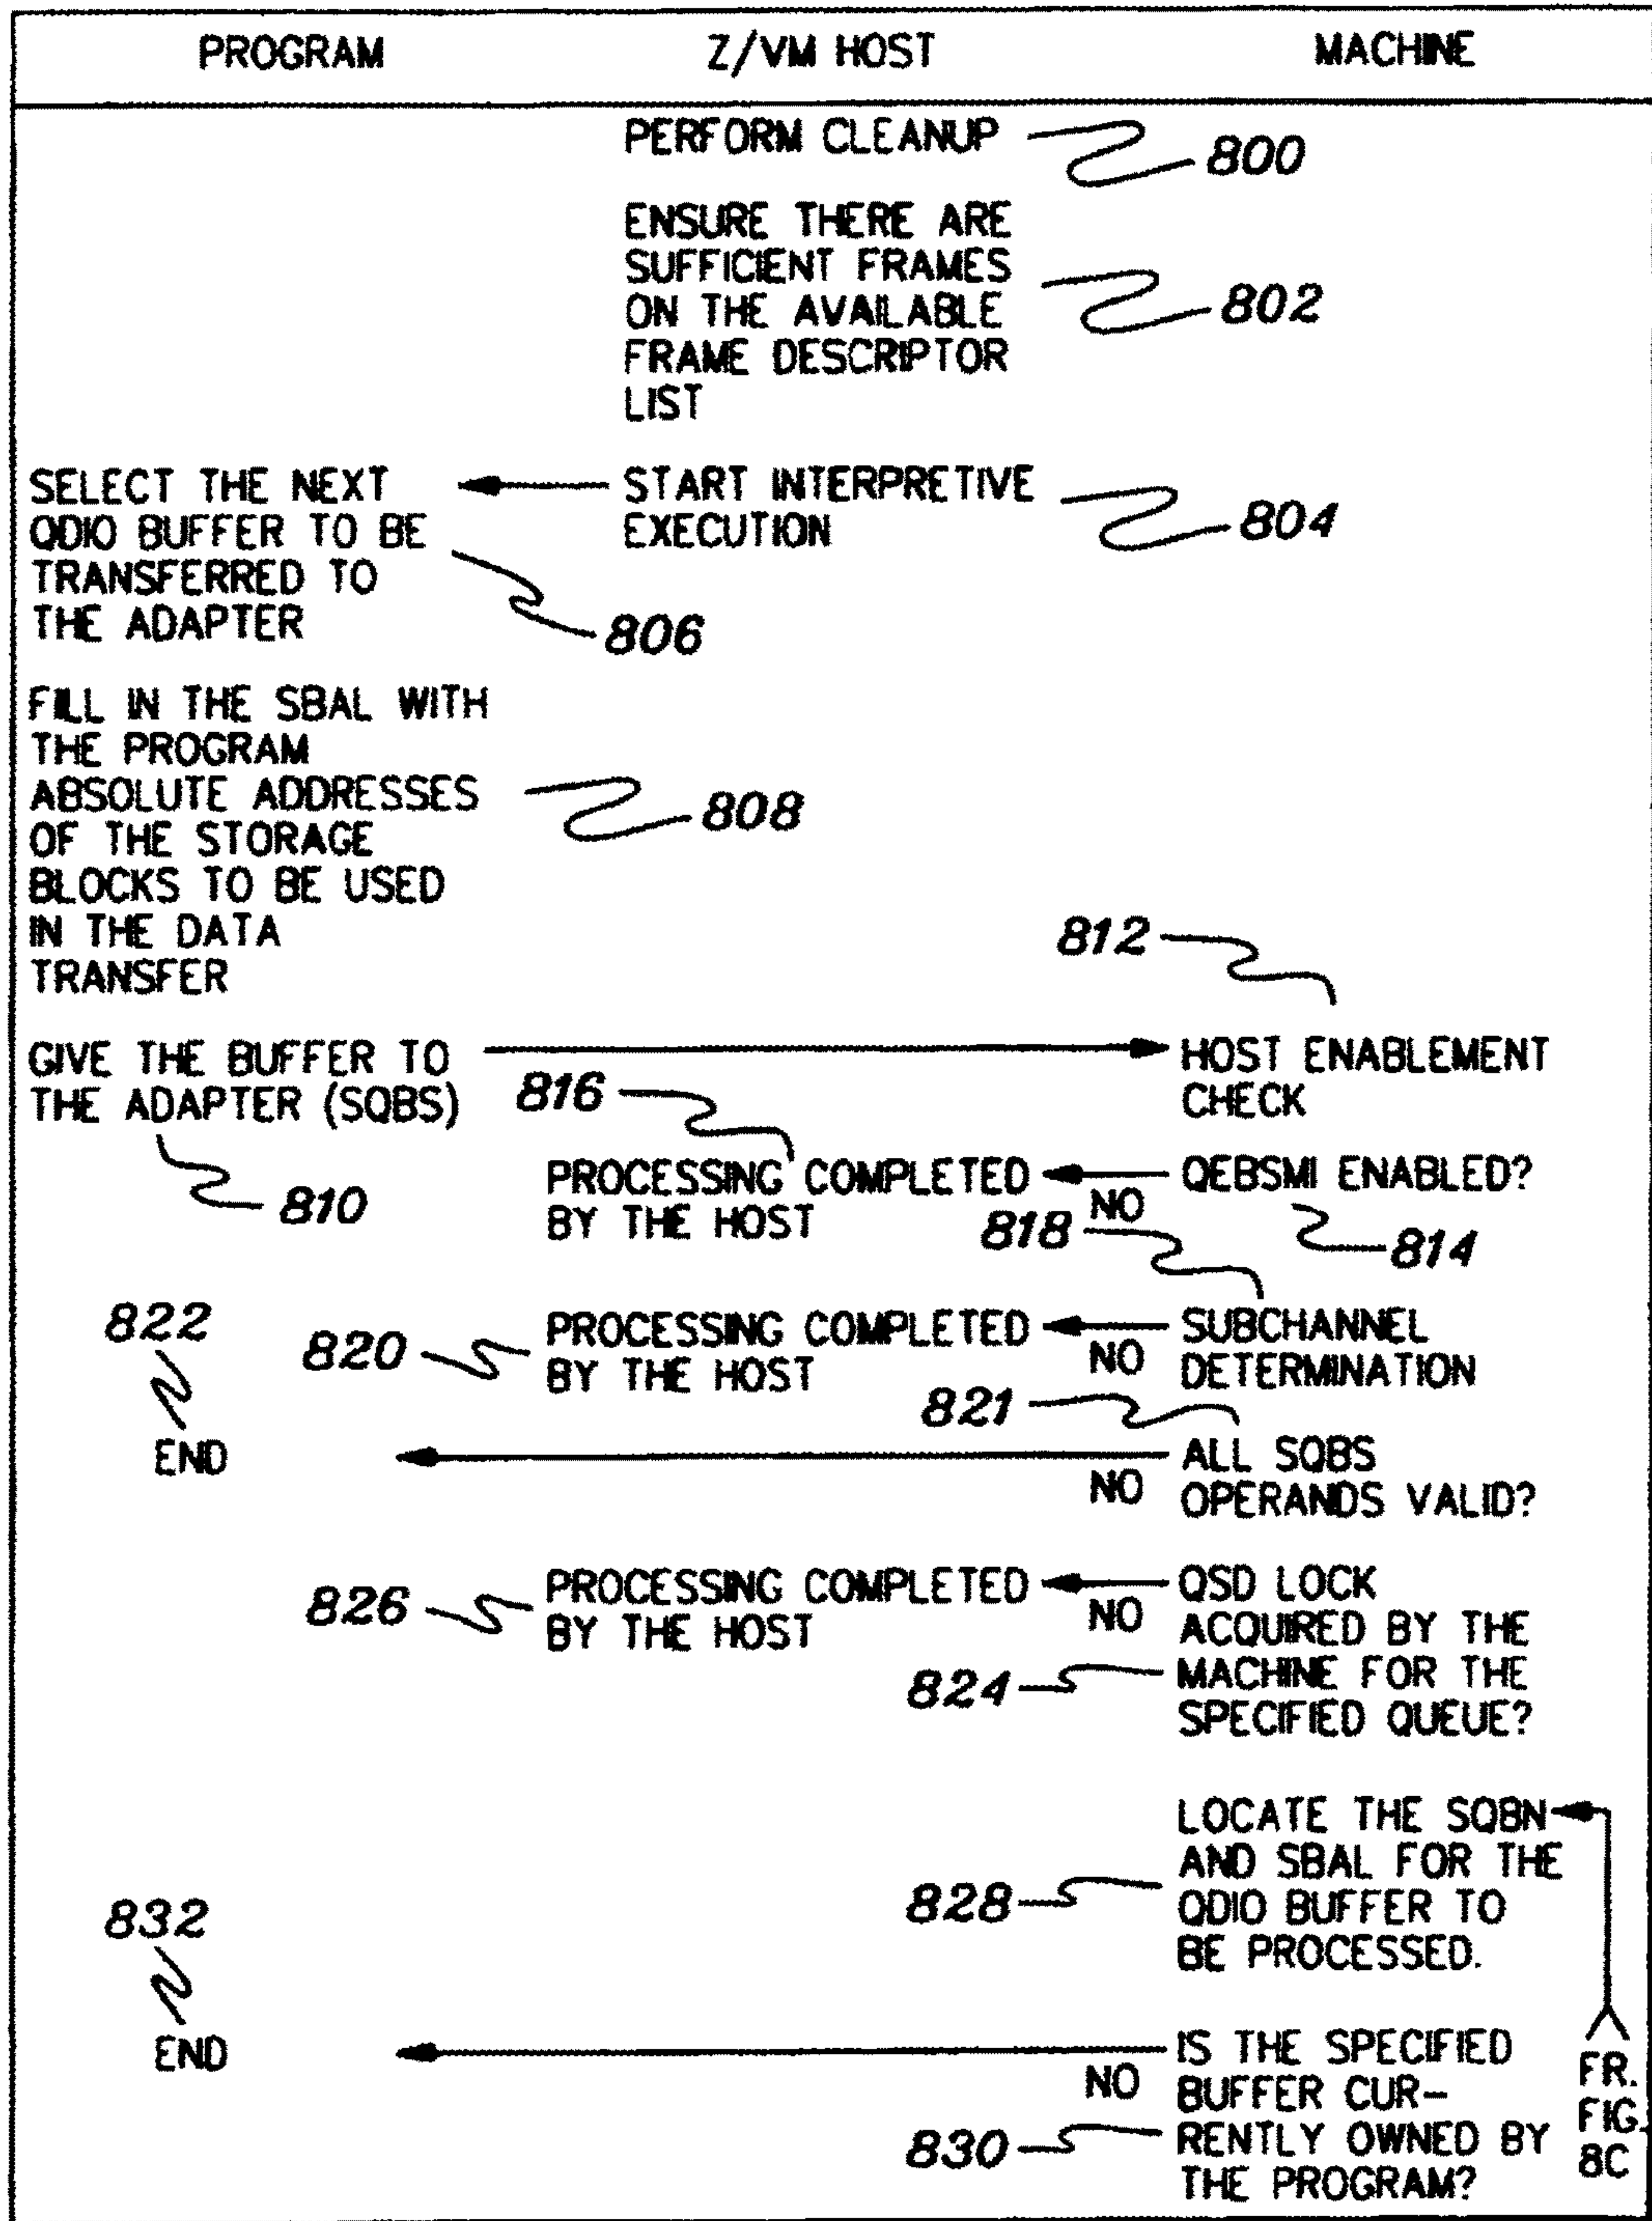 PROGRAM Z/VM HOST MACHINE
PERFORM CLEANUP 800
ENSURE THERE ARE
SUFFICIENT FRAMES
ON THE AVAILABLE 802
FRAME DESCRIPTOR
LIST
SELECT THE NEXT START INTERPRETIVE
QDIO BUFFER TO BE EXECUTION 804
TRANSFERRED TO
THE ADAPTER 806
FILL IN THE SBAL WITH
THE PROGRAM
ABSOLUTE ADDRESSES
OF THE STORAGE 808
BLOCKS TO BE USED
IN THE DATA 812
TRANSFER
GIVE THE BUFFER TO HOST ENABLEMENT
THE ADAPTER (SQBS) 816 CHECK
PROCESSING COMPLETED QEBSMI ENABLED?
810 BY THE HOST NO
818 814
822 PROCESSING COMPLETED SUBCHANNEL
820 BY THE HOST NO DETERMINATION
821
END ALL SQBS
NO OPERANDS VALID?
PROCESSING COMPLETED QSD LOCK
826 BY THE HOST NO ACQUIRED BY THE
824 MACHINE FOR THE
SPECIFIED QUEUE?
LOCATE THE SQBN
AND SBAL FOR THE
828 QDIO BUFFER TO
832 BE PROCESSED.
END IS THE SPECIFIED
NO BUFFER CUR-
830 RENTLY OWNED BY
THE PROGRAM?
FR.
FIG.
8C